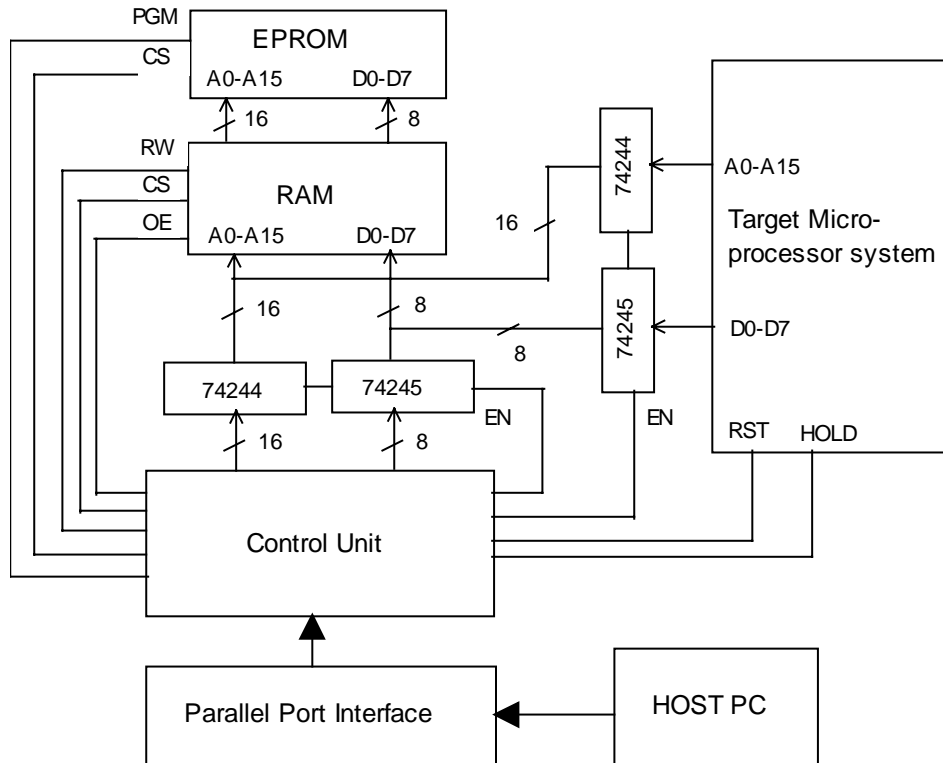 PGM
EPROM
CS
A0-A15 D0-D7
16 8
RW
RAM
CS
OE
A0-A15 D0-D7
74244
A0-A15
16
Target Micro-
processor system
74245
D0-D7
16 8
8
74244 74245
EN
EN
RST HOLD
16 8
Control Unit
Parallel Port Interface
HOST PC